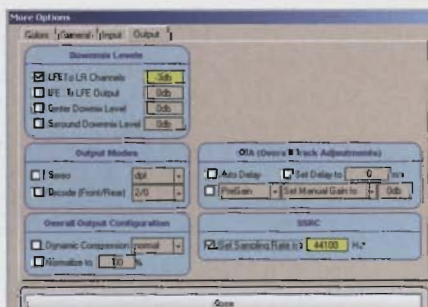 More Options
Colors General Input Output
Downmix Levels
LFE To LR Channels -3db
LFE To LFE Output 0db
Center Downmix Level 0db
Surround Downmix Level 0db
Output Modes
Stereo dpl
Decode (Front/Rear) 2/0
OTA (Overall Track Adjustments)
Auto Delay Set Delay to 0 ms
PreGain Set Manual Gain to 0db
Overall Output Configuration
Dynamic Compression normal
Normalize to 100 %
SSRC
Set Sampling Rate to 44100 Hz